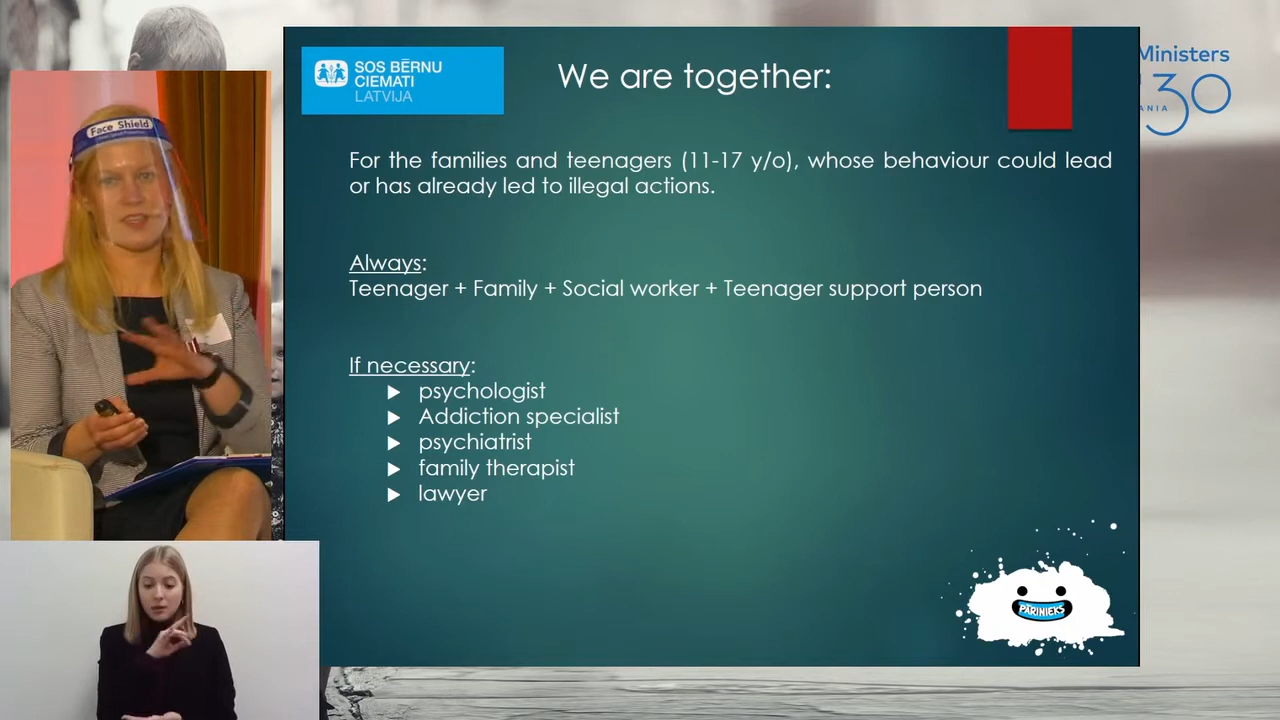 SOS BĒRNU
CIEMATI
LATVIJA
We are together:
Ministers
30
ANIA
Face Shield
For the families and teenagers (11-17 y/o), whose behaviour could lead
or has already led to illegal actions.
Always:
Teenager + Family + Social worker + Teenager support person
If necessary:
psychologist
Addiction specialist
psychiatrist
family therapist
lawyer
PARINIEKS